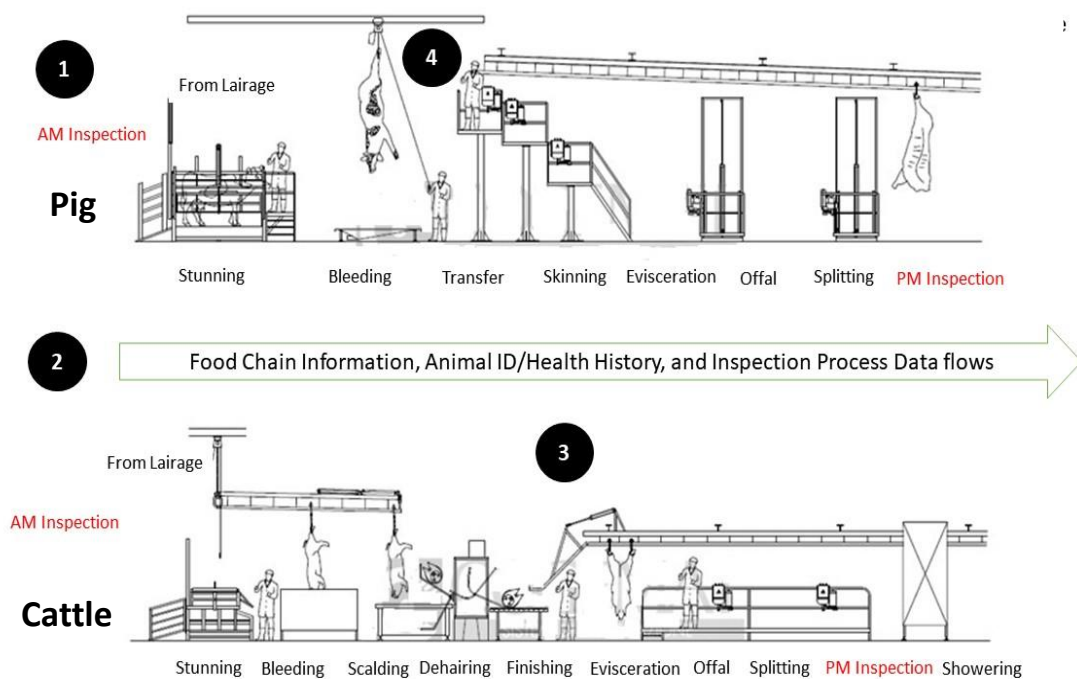 1
4
e
From Lairage
AM Inspection
Pig
Stunning Bleeding Transfer Skinning Evisceration Offal Splitting PM Inspection
2
Food Chain Information, Animal ID/Health History, and Inspection Process Data flows
3
From Lairage
AM Inspection
Cattle
Stunning Bleeding Scalding Dehairing Finishing Evisceration Offal Splitting PM Inspection Showering